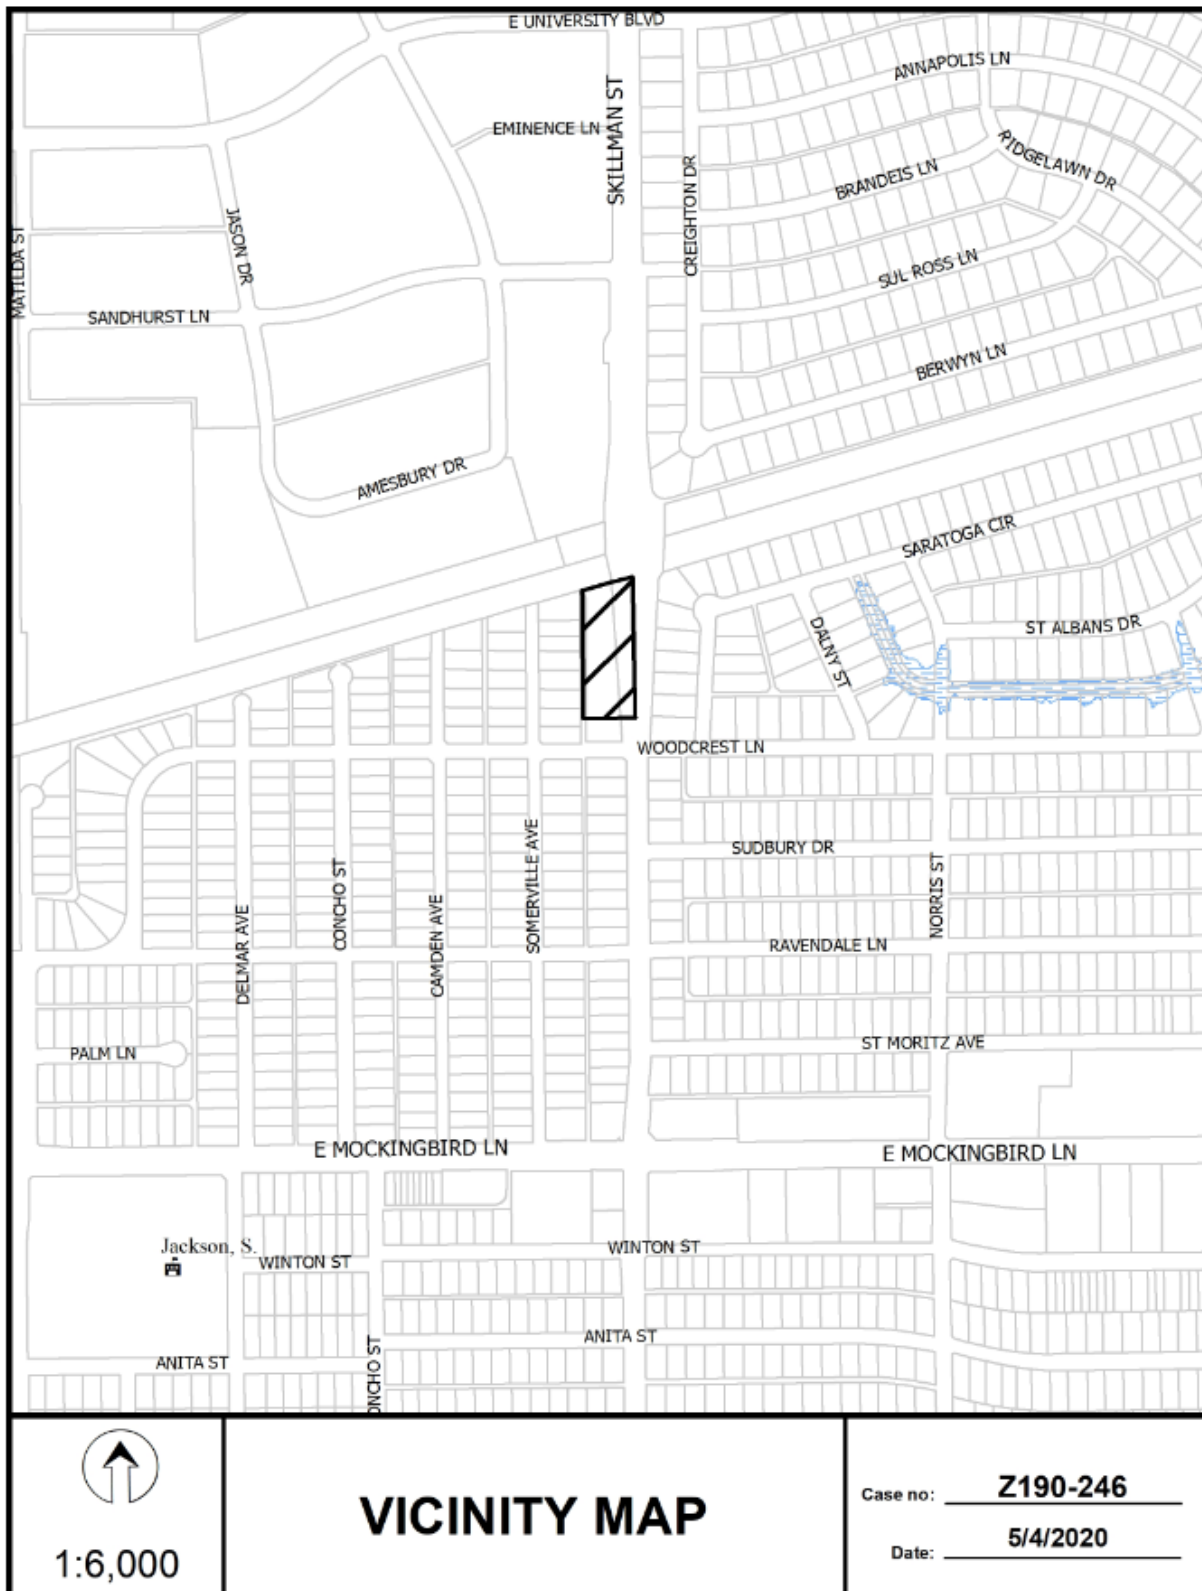 E UNIVERSITY BLVD
SKILLMAN ST
ANNAPOLIS LN
EMINENCE LN
RIDGELAWN DR
BRANDEIS LN
CREIGHTON DR
JASON DR
MATILDA ST
SUL ROSS LN
SANDHURST LN
BERWYN LN
AMESBURY DR
SARATOGA CIR
DALNY ST
ST ALBANS DR
WOODCREST LN
SUDBURY DR
SOMERVILLE AVE
CONCHO ST
NORRIS ST
DELMAR AVE
CAMDEN AVE
RAVENDALE LN
PALM LN
ST MORITZ AVE
E MOCKINGBIRD LN
E MOCKINGBIRD LN
Jackson, S.
WINTON ST
WINTON ST
ANITA ST
ANITA ST
ONCHO ST
1:6,000
VICINITY MAP
Case no: Z190-246
Date: 5/4/2020